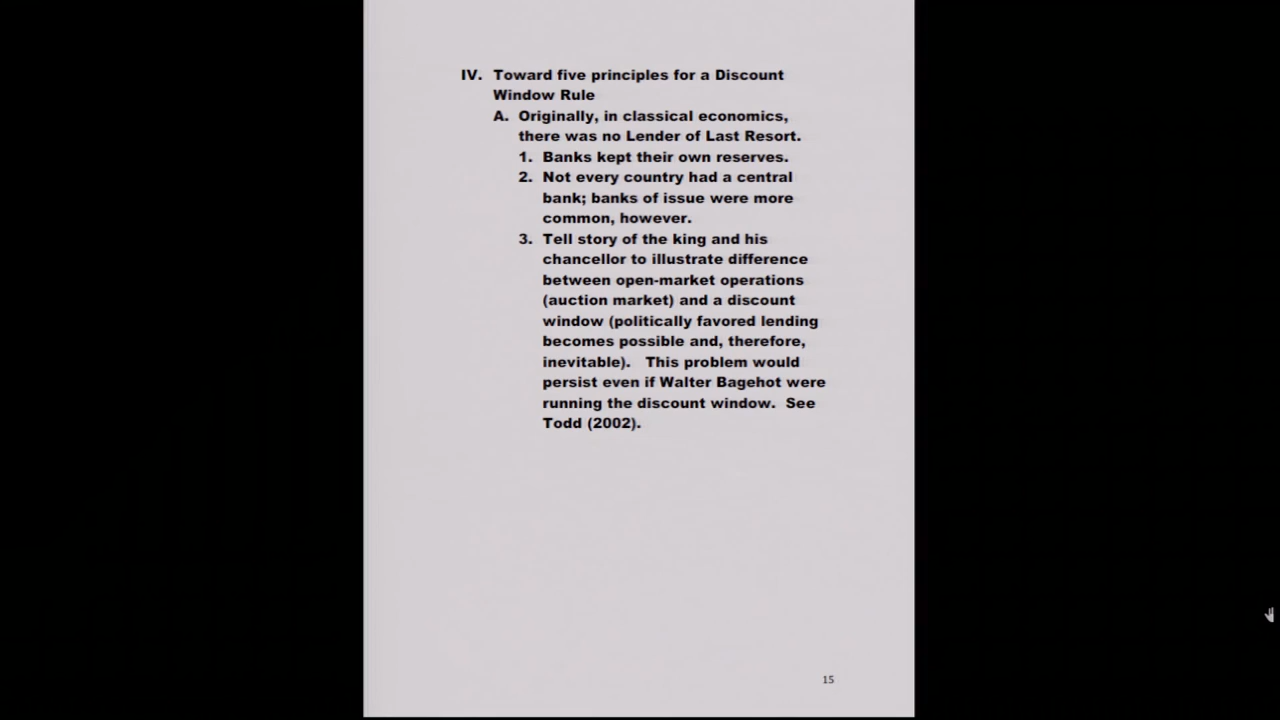 IV. Toward five principles for a Discount
Window Rule
A. Originally, in classical economics,
there was no Lender of Last Resort.
1. Banks kept their own reserves.
2. Not every country had a central
bank; banks of issue were more
common, however.
3. Tell story of the king and his
chancellor to illustrate difference
between open-market operations
(auction market) and a discount
window (politically favored lending
becomes possible and, therefore,
inevitable). This problem would
persist even if Walter Bagehot were
running the discount window. See
Todd (2002).
15